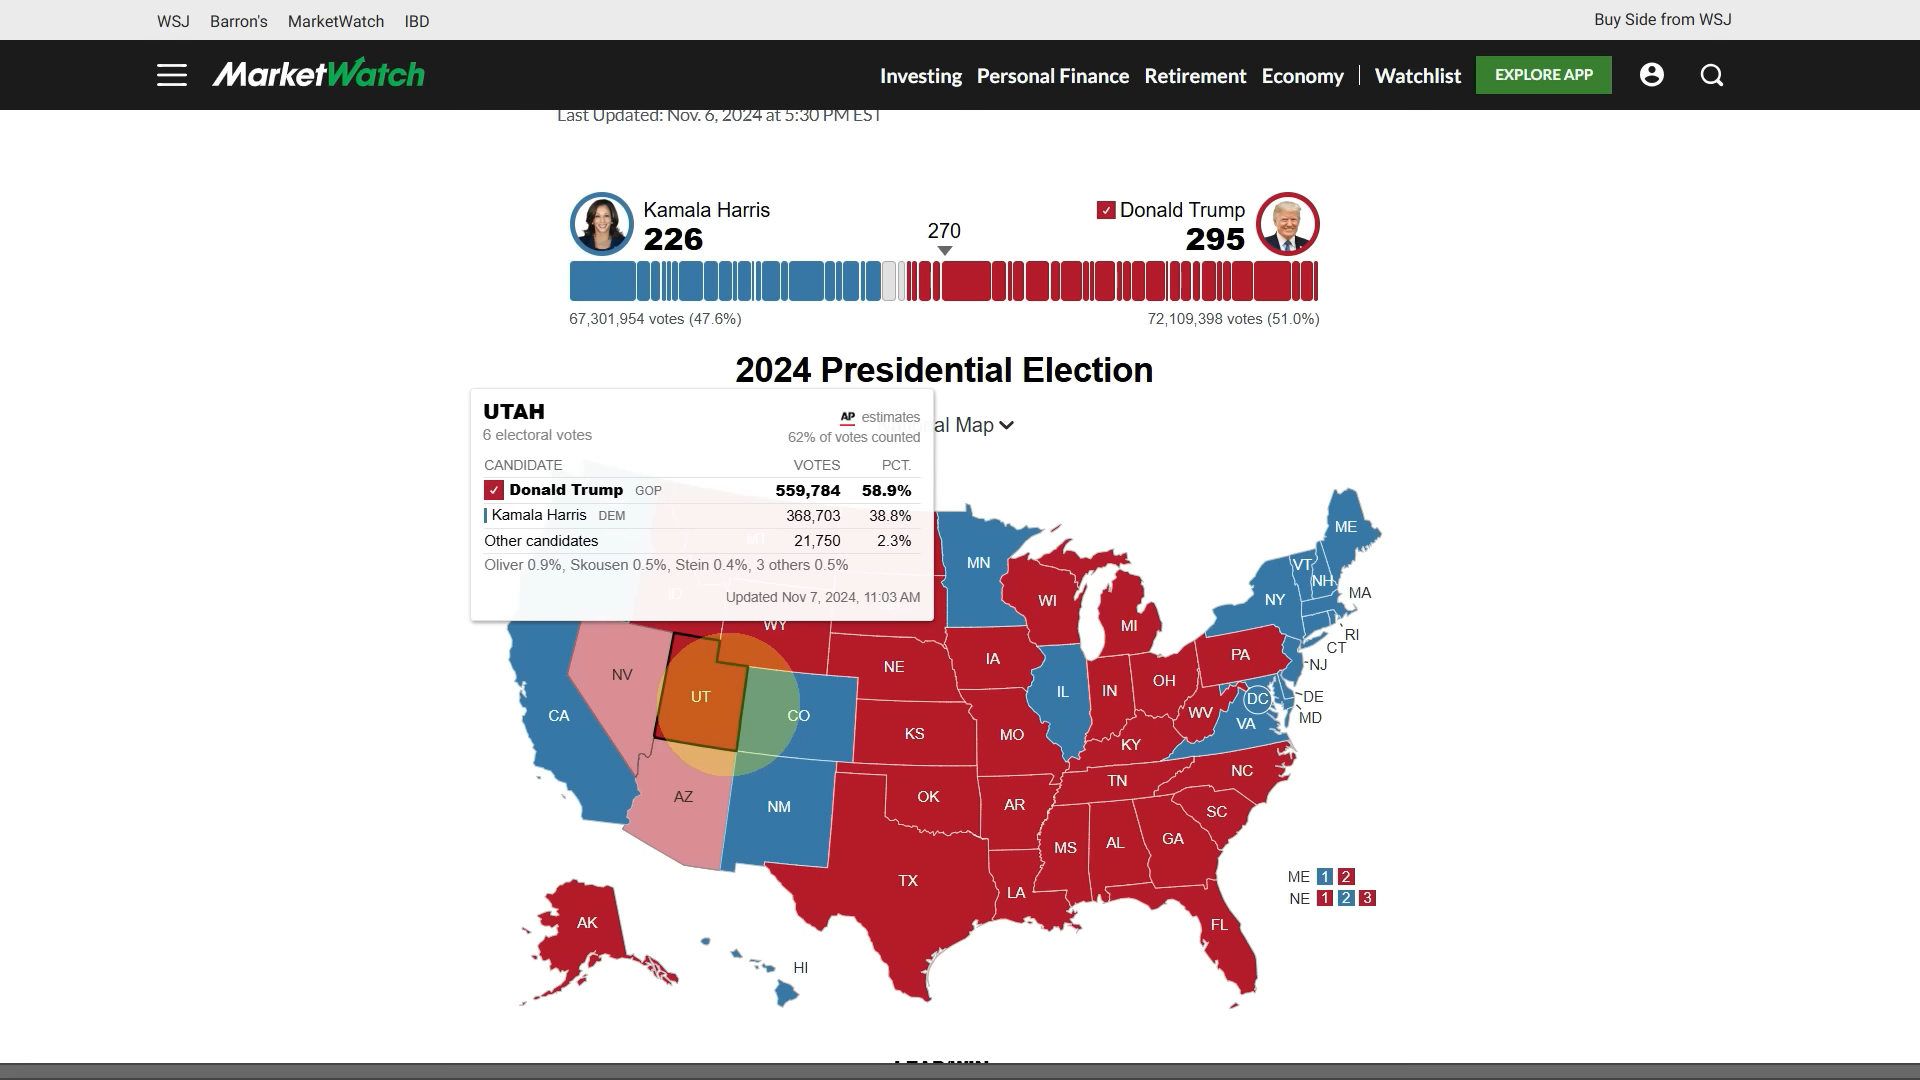 WSJ Barron's MarketWatch IBD
Buy Side from WSJ
MarketWatch
Investing Personal Finance Retirement Economy | Watchlist EXPLORE APP
Last Updated: Nov. 6, 2024 at 5:30 PM EST
Kamala Harris
226
270
Donald Trump
295
67,301,954 votes (47.6%)
72,109,398 votes (51.0%)
2024 Presidential Election
al Map
UTAH
AP estimates
6 electoral votes
62% of votes counted
CANDIDATE VOTES PCT.
Donald Trump GOP 559,784 58.9%
Kamala Harris DEM 368,703 38.8%
Other candidates 21,750 2.3%
Oliver 0.9%, Skousen 0.5%, Stein 0.4%, 3 others 0.5%
Updated Nov 7, 2024, 11:03 AM
MT
ID
WY
ME
MN
VT
NH
MA
NY
WI
MI
RI
CT
NJ
PA
IA
NE
NV
UT
CO
CA
IL
IN
OH
WV
DC
DE
MD
VA
KS
MO
KY
NC
TN
AZ
NM
OK
AR
SC
MS
AL
GA
TX
LA
FL
AK
HI
ME 1 2
NE 1 2 3
LEAD/WIN